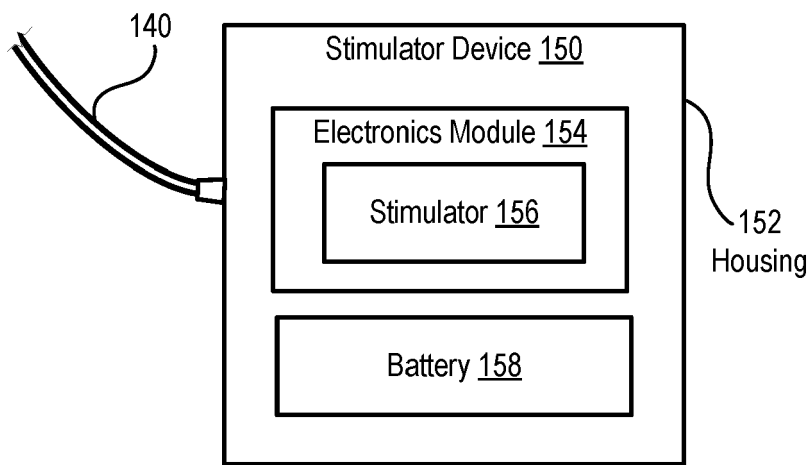 140
Stimulator Device 150
Electronics Module 154
Stimulator 156
152
Housing
Battery 158